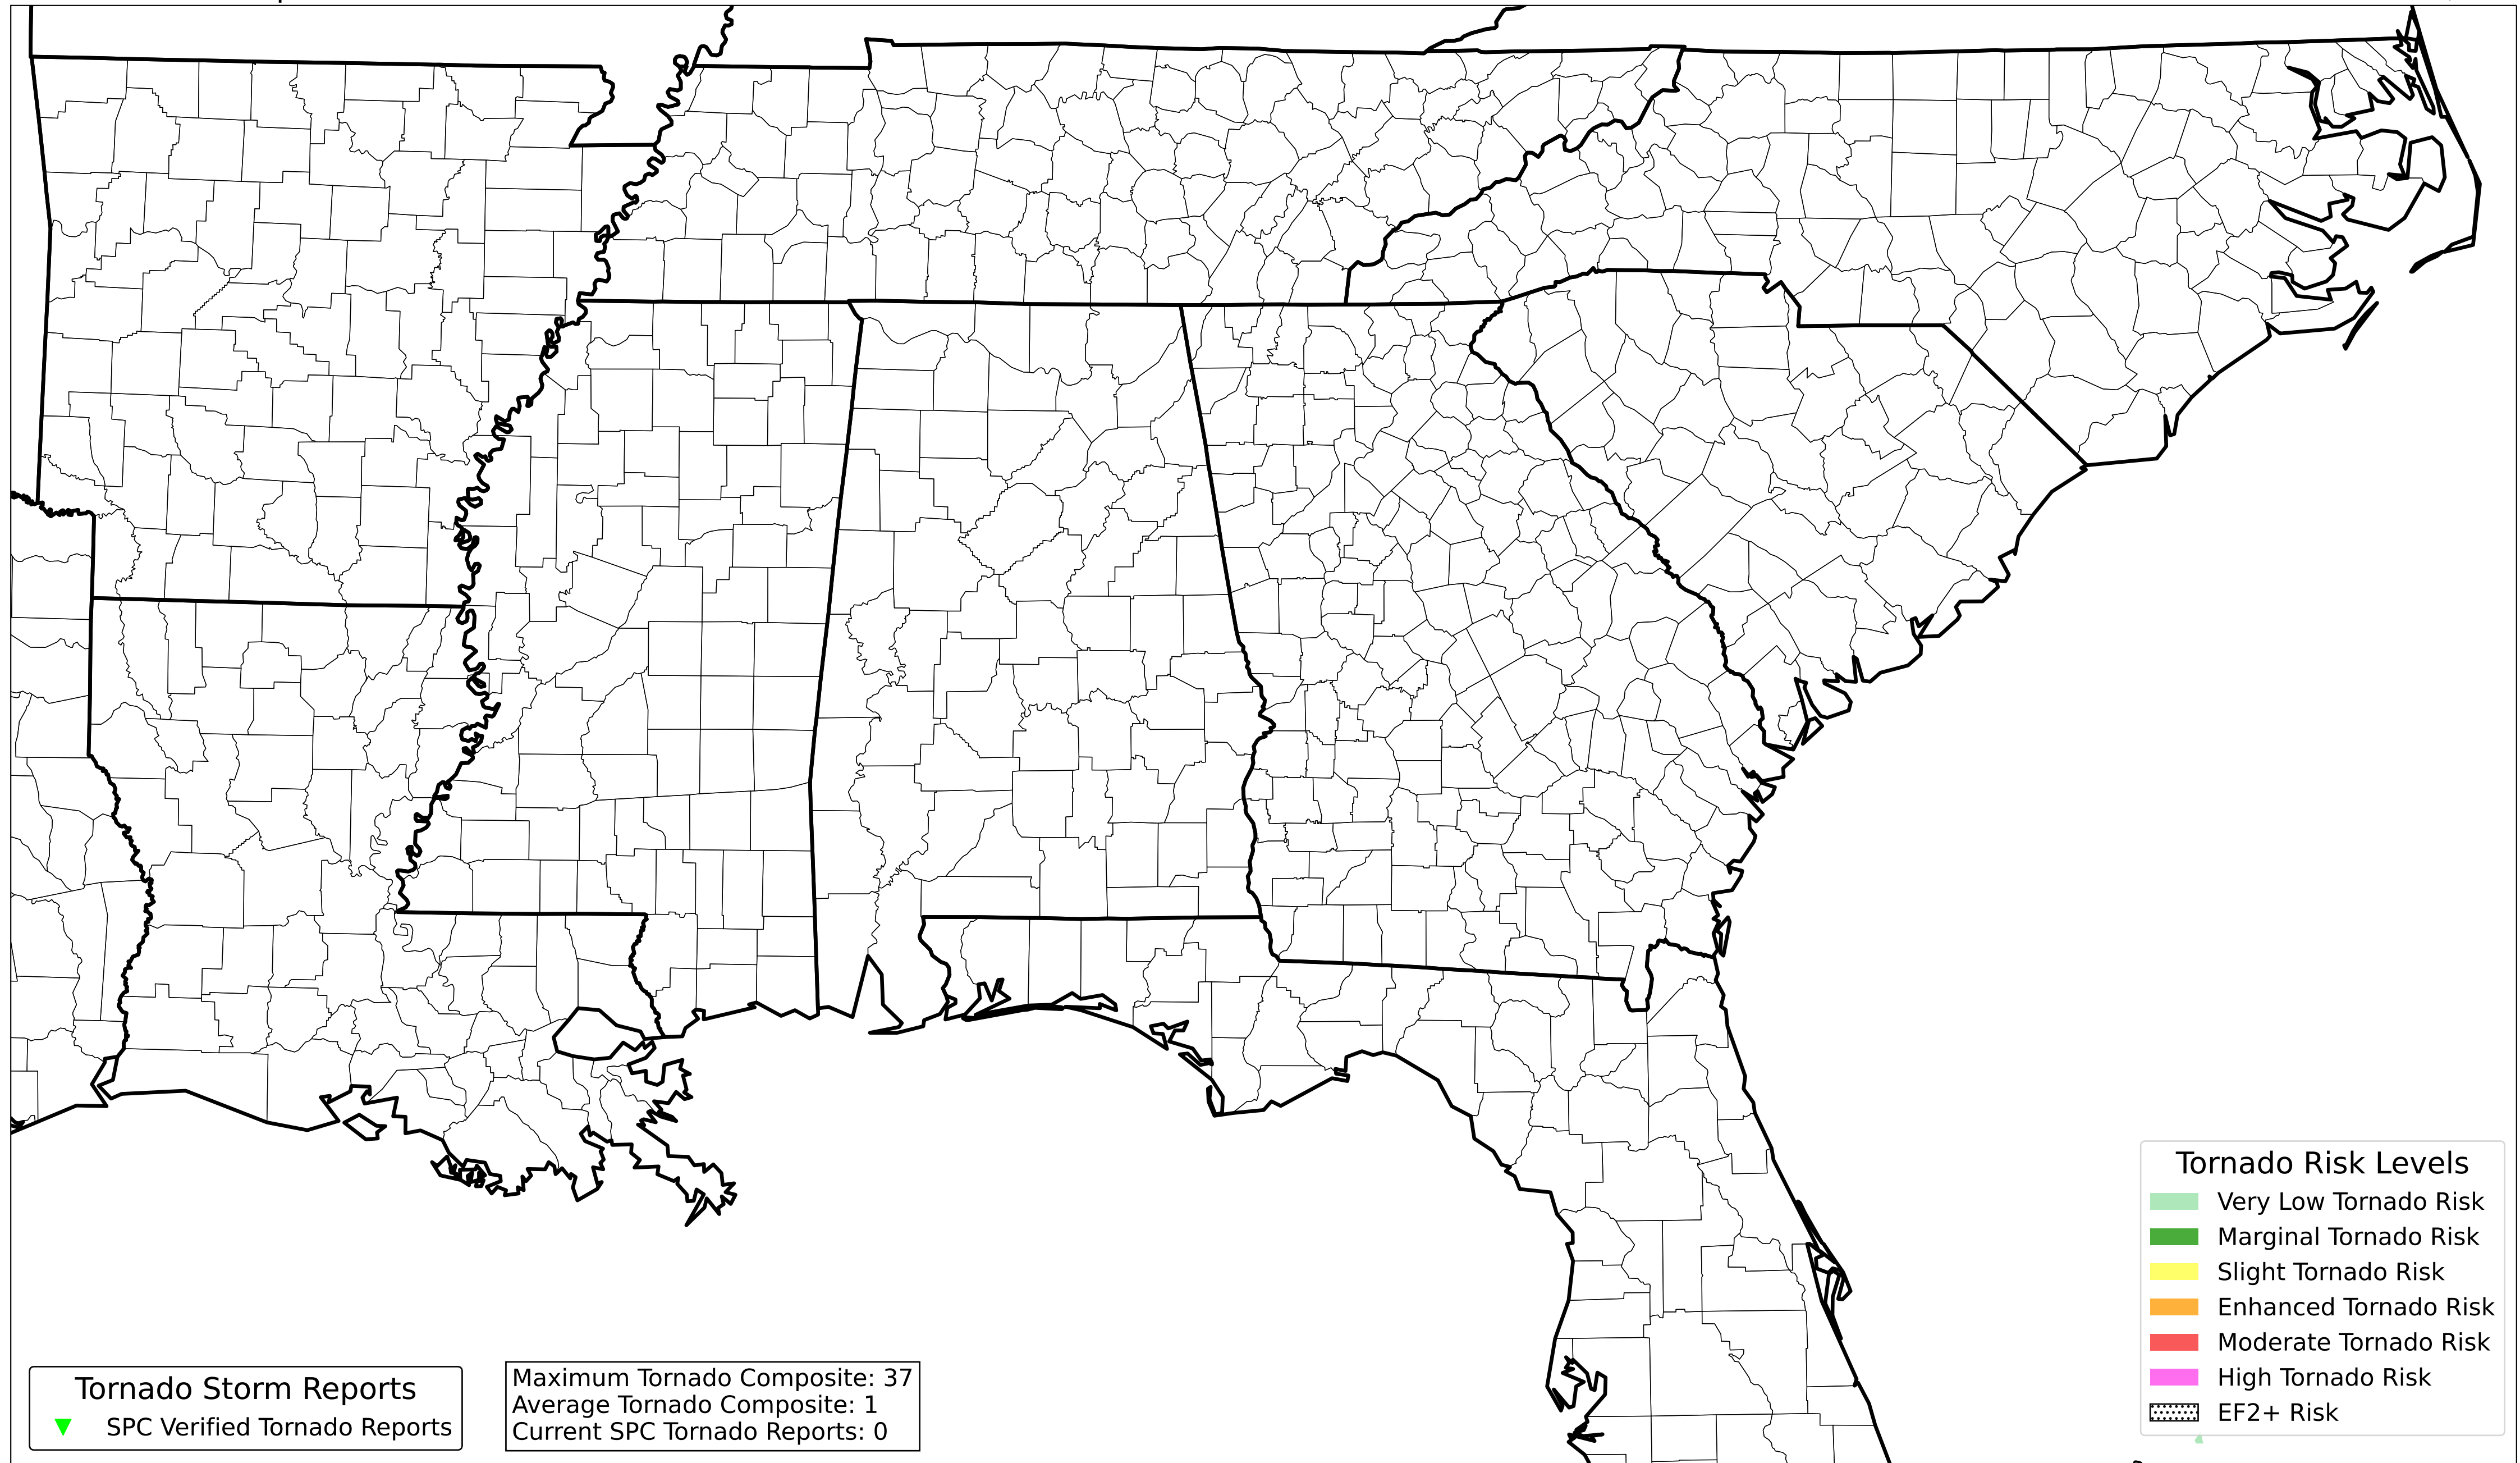 Tornado Storm Reports
SPC Verified Tornado Reports
Maximum Tornado Composite: 37
Average Tornado Composite: 1
Current SPC Tornado Reports: 0
Tornado Risk Levels
Very Low Tornado Risk
Marginal Tornado Risk
Slight Tornado Risk
Enhanced Tornado Risk
Moderate Tornado Risk
High Tornado Risk
EF2+ Risk